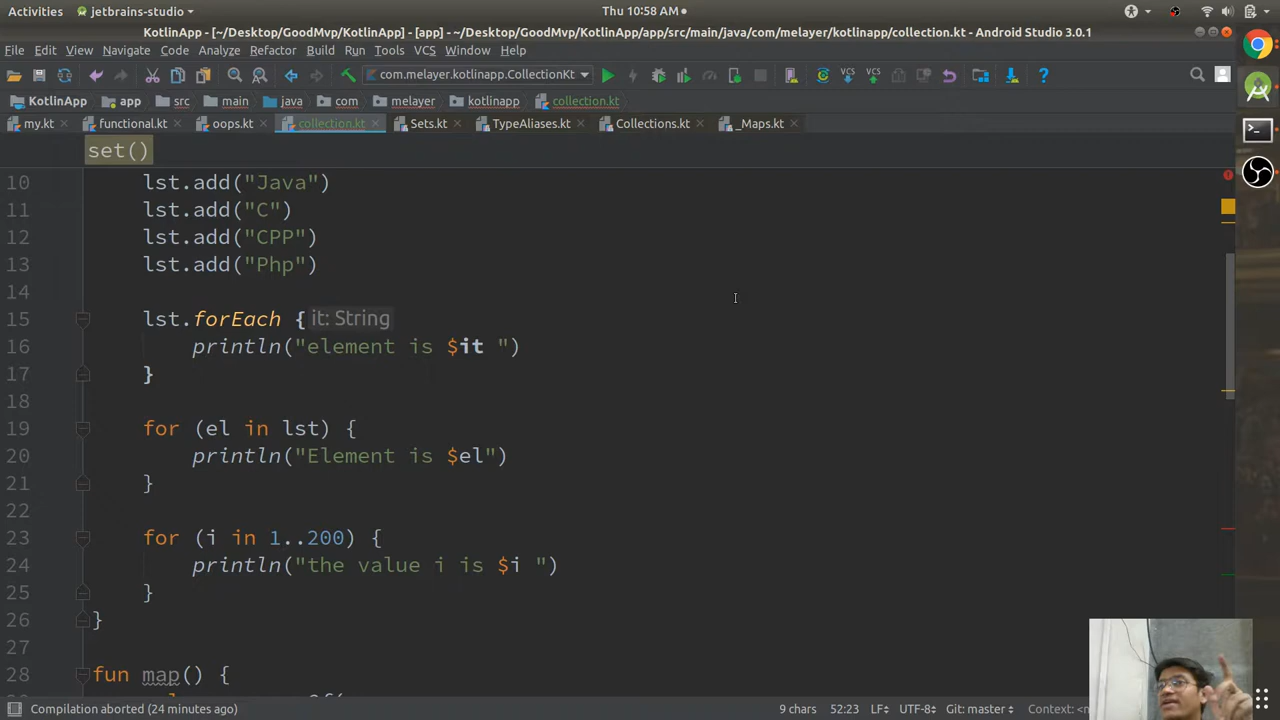 Activities jetbrains-studio Thu 10:58 AM
KotlinApp - [~/Desktop/GoodMvp/KotlinApp] - [app] - ~/Desktop/GoodMvp/KotlinApp/app/src/main/java/com/melayer/kotlinapp/collection.kt - Android Studio 3.0.1
File Edit View Navigate Code Analyze Refactor Build Run Tools VCS Window Help
com.melayer.kotlinapp.CollectionKt VCS VCS ?
KotlinApp app src main java com melayer kotlinapp collection.kt
my.kt functional.kt oops.kt collection.kt Sets.kt TypeAliases.kt Collections.kt _Maps.kt
set()
10 lst.add("Java")
11 lst.add("C")
12 lst.add("CPP")
13 lst.add("Php")
14
15 lst.forEach { it: String
16 println("element is $it ")
17 }
18
19 for (el in lst) {
20 println("Element is $el")
21 }
22
23 for (i in 1..200) {
24 println("the value i is $i ")
25 }
26 }
27
28 fun map() {
Compilation aborted (24 minutes ago) 9 chars 52:23 LF÷ UTF-8÷ Git: master÷ Context: <n